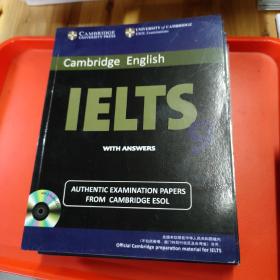 CAMBRIDGE UNIVERSITY PRESS
UNIVERSITY of CAMBRIDGE
ESOL Examinations
Cambridge English
IELTS
WITH ANSWERS
AUTHENTIC EXAMINATION PAPERS
FROM CAMBRIDGE ESOL
Official Cambridge preparation material for IELTS